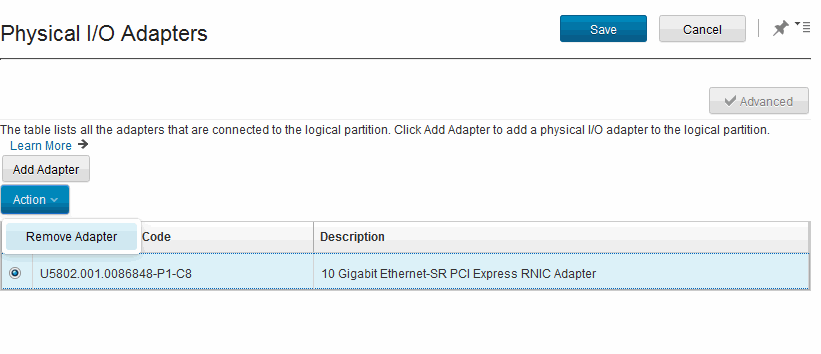 Physical I/O Adapters
Save
Cancel
Advanced
The table lists all the adapters that are connected to the logical partition. Click Add Adapter to add a physical I/O adapter to the logical partition.
Learn More
Add Adapter
Action
Remove Adapter
Code
Description
U5802.001.0086848-P1-C8
10 Gigabit Ethernet-SR PCI Express RNIC Adapter